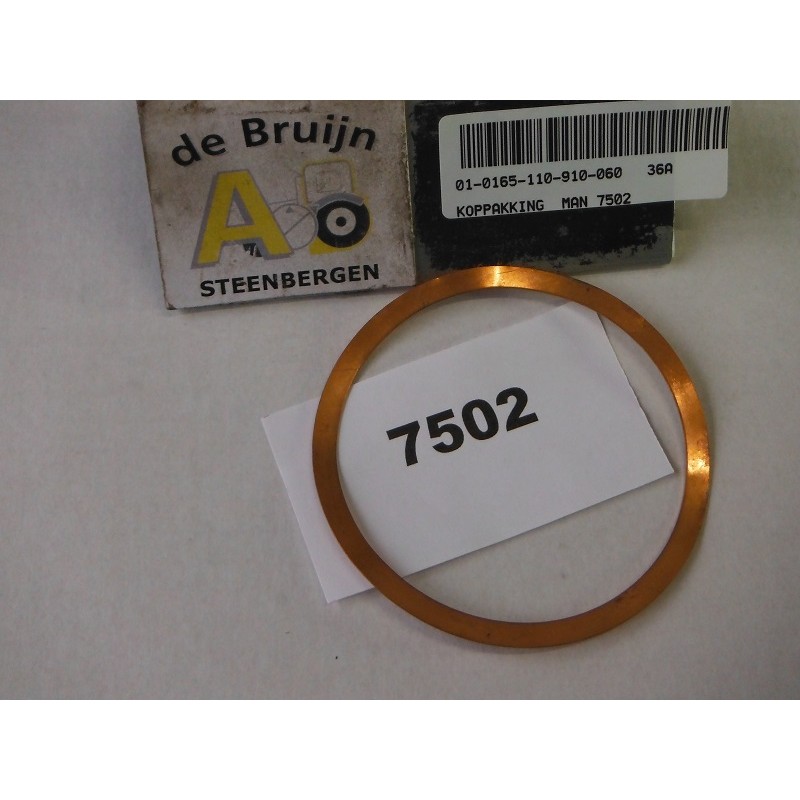 de Bruijn
A
STEENBERGEN
01-0165-110-910-060 36A
KOPPAKKING MAN 7502
7502